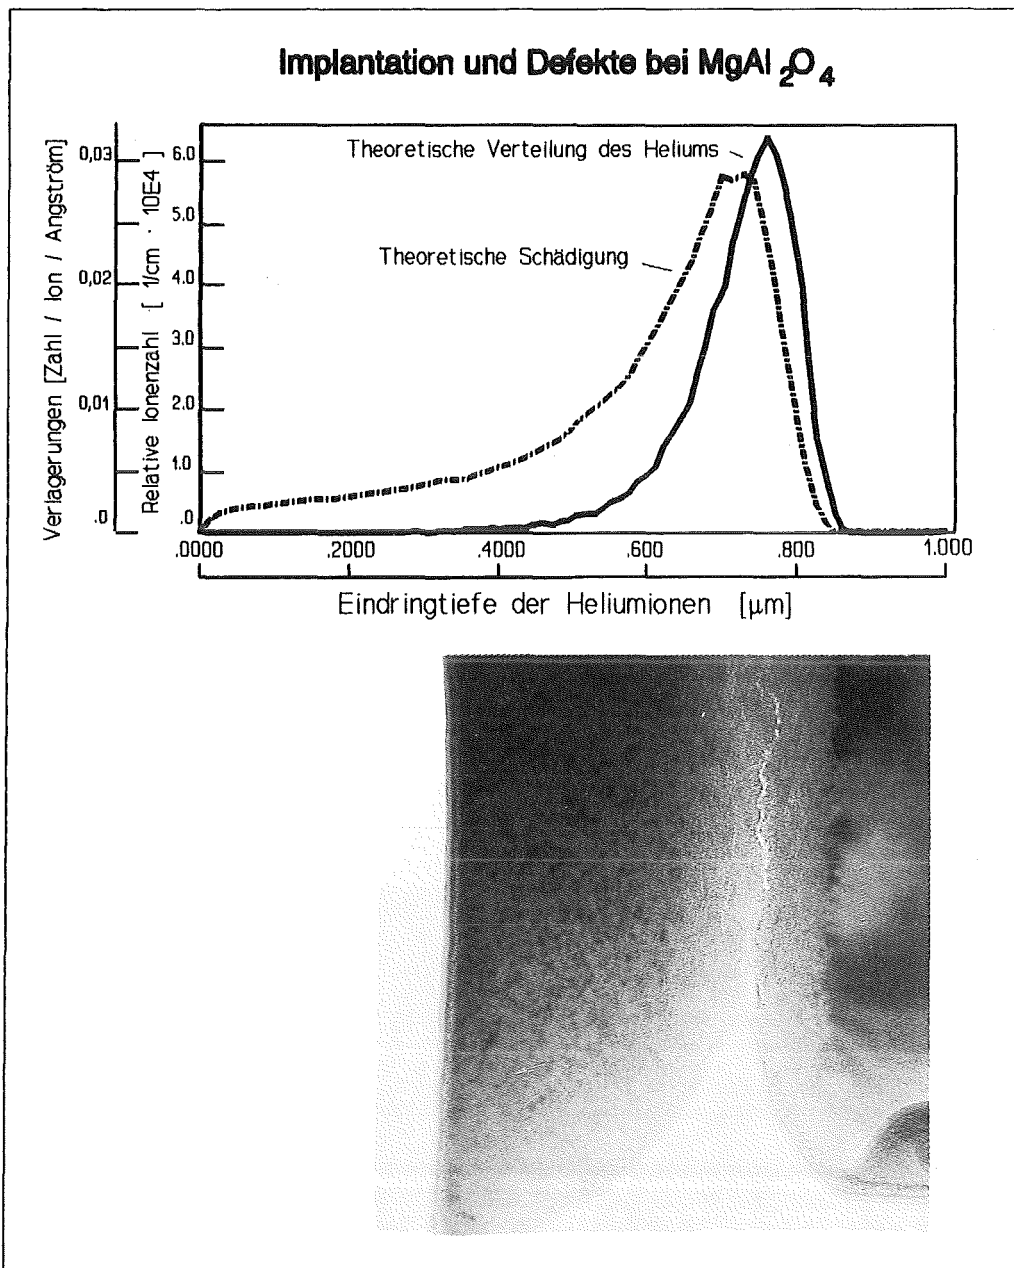 Implantation und Defekte bei MgAl2O4
Verlagerungen [Zahl / Ion / Angström]
0,03
0,02
0,01
.0
Relative Ionenzahl [ 1/cm · 10E4 ]
6.0
5.0
4.0
3.0
2.0
1.0
.0
Theoretische Verteilung des Heliums
Theoretische Schädigung
.0000 .2000 .4000 .600 .800 1.000
Eindringtiefe der Heliumionen [µm]